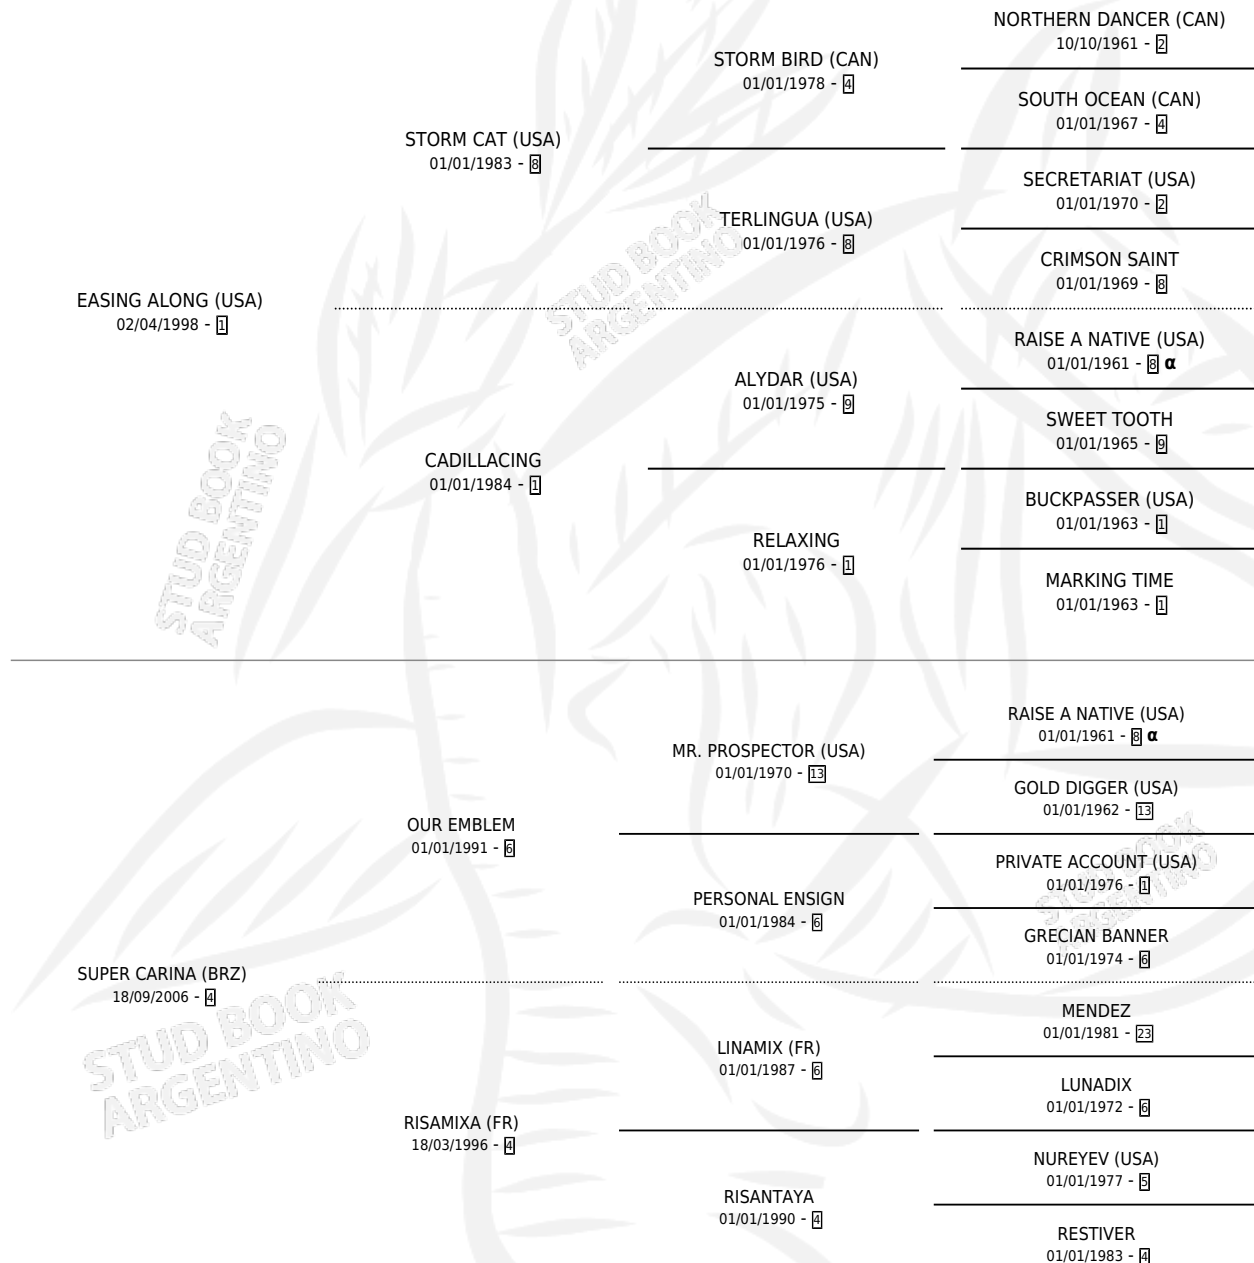 NORTHERN DANCER (CAN)
10/10/1961 - 2
STORM BIRD (CAN)
01/01/1978 - 4
SOUTH OCEAN (CAN)
01/01/1967 - 4
STORM CAT (USA)
01/01/1983 - 8
SECRETARIAT (USA)
01/01/1970 - 2
TERLINGUA (USA)
01/01/1976 - 8
CRIMSON SAINT
01/01/1969 - 8
EASING ALONG (USA)
02/04/1998 - 1
RAISE A NATIVE (USA)
01/01/1961 - 8 α
ALYDAR (USA)
01/01/1975 - 9
SWEET TOOTH
01/01/1965 - 9
CADILLACING
01/01/1984 - 1
BUCKPASSER (USA)
01/01/1963 - 1
RELAXING
01/01/1976 - 1
MARKING TIME
01/01/1963 - 1
RAISE A NATIVE (USA)
01/01/1961 - 8 α
MR. PROSPECTOR (USA)
01/01/1970 - 13
GOLD DIGGER (USA)
01/01/1962 - 13
OUR EMBLEM
01/01/1991 - 6
PRIVATE ACCOUNT (USA)
01/01/1976 - 1
PERSONAL ENSIGN
01/01/1984 - 6
GRECIAN BANNER
01/01/1974 - 6
SUPER CARINA (BRZ)
18/09/2006 - 4
MENDEZ
01/01/1981 - 23
LINAMIX (FR)
01/01/1987 - 6
LUNADIX
01/01/1972 - 6
RISAMIXA (FR)
18/03/1996 - 4
NUREYEV (USA)
01/01/1977 - 5
RISANTAYA
01/01/1990 - 4
RESTIVER
01/01/1983 - 4
STUD BOOK
ARGENTINO
STUD BOOK
ARGENTINO
STUD BOOK
ARGENTINO
STUD BOOK
ARGENTINO